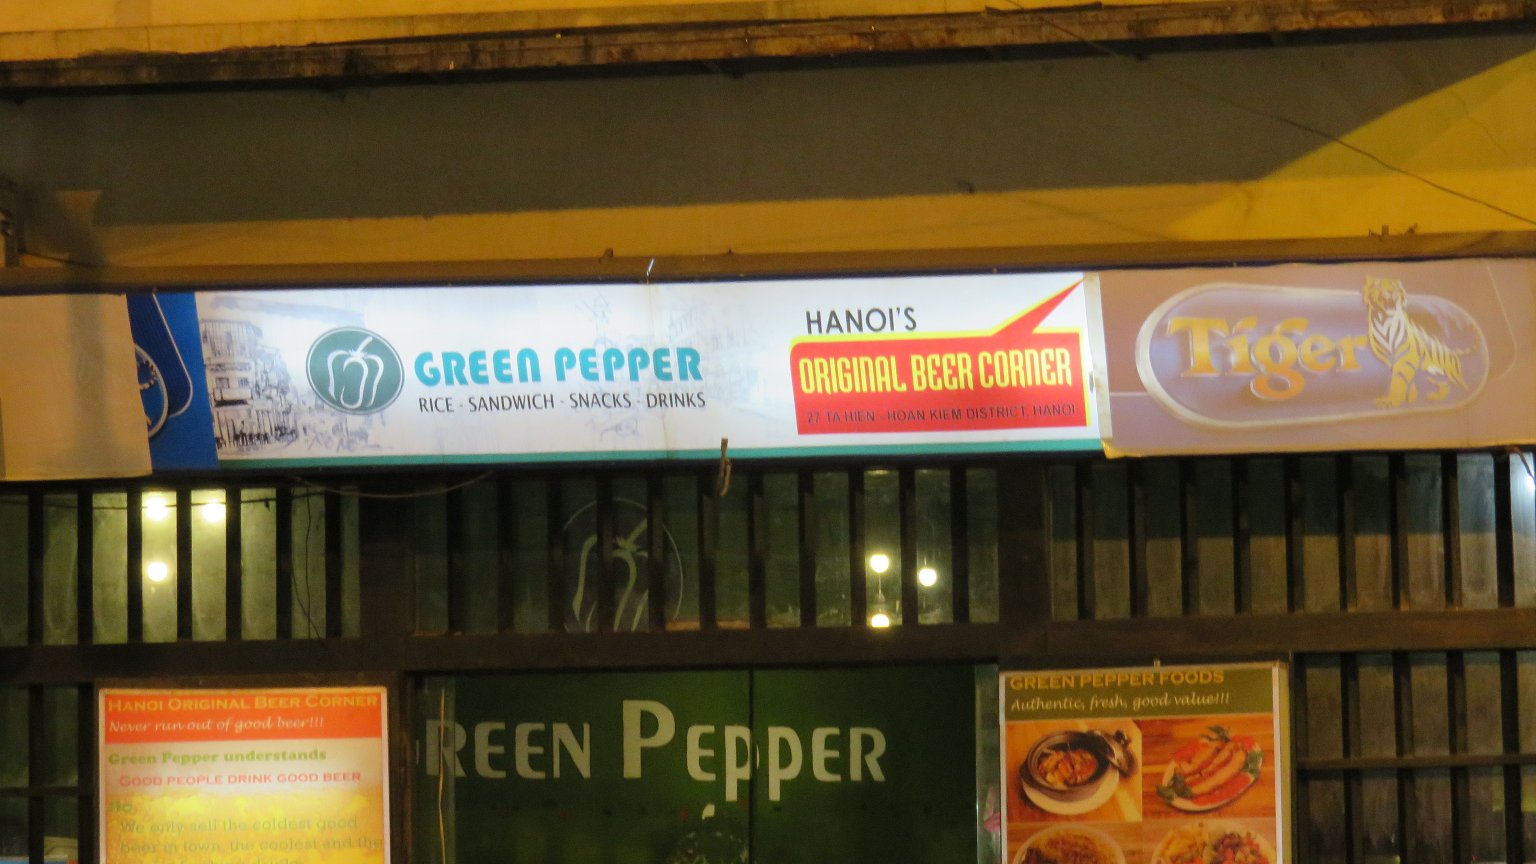 GREEN PEPPER
RICE - SANDWICH - SNACKS - DRINKS
HANOI'S
ORIGINAL BEER CORNER
27 TA HIEN - HOAN KIEM DISTRICT, HANOI
Tiger
HANOI ORIGINAL BEER CORNER
Never run out of good beer!!!
Green Pepper understands
GOOD PEOPLE DRINK GOOD BEER
We only sell the coldest good
beer in town, the coolest and the
GREEN PEPPER
GREEN PEPPER FOODS
Authentic, fresh, good value!!!